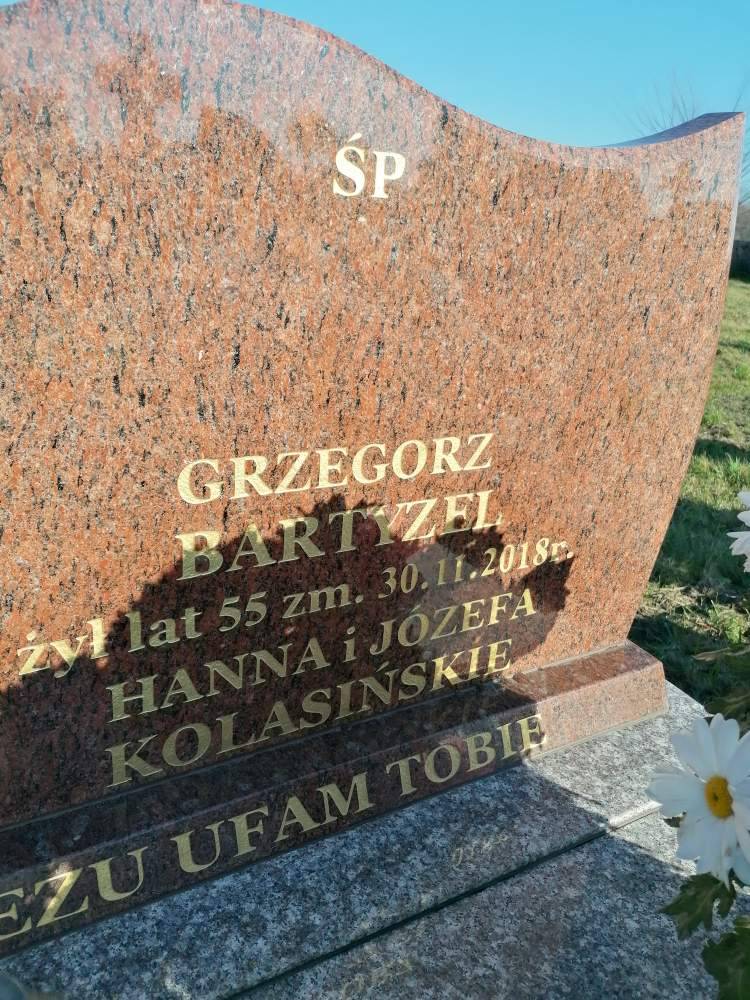 ŚP
GRZEGORZ
BARTYZEL
żył lat 55 zm. 30.11.2018r.
HANNA i JÓZEFA
KOLASIŃSKIE
EZU UFAM TOBIE